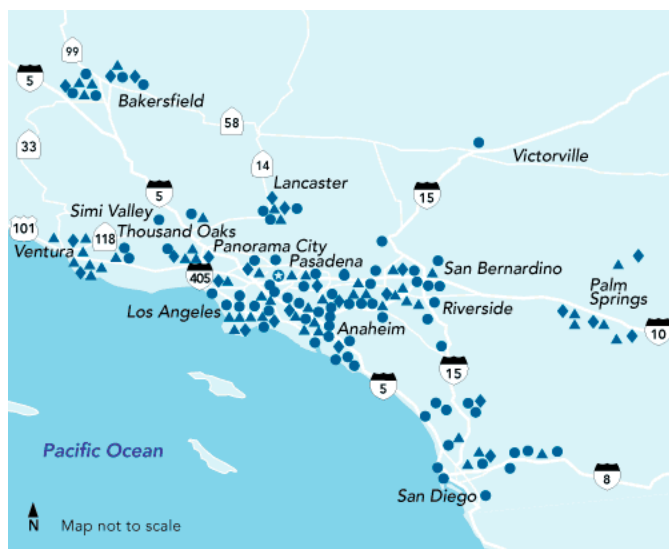 99
5
Bakersfield
58
33
14
Victorville
Lancaster
15
5
Simi Valley
101
118
Thousand Oaks
Panorama City
Ventura
405
Pasadena
San Bernardino
Palm
Springs
Los Angeles
Riverside
Anaheim
10
5
15
Pacific Ocean
8
San Diego
N
Map not to scale